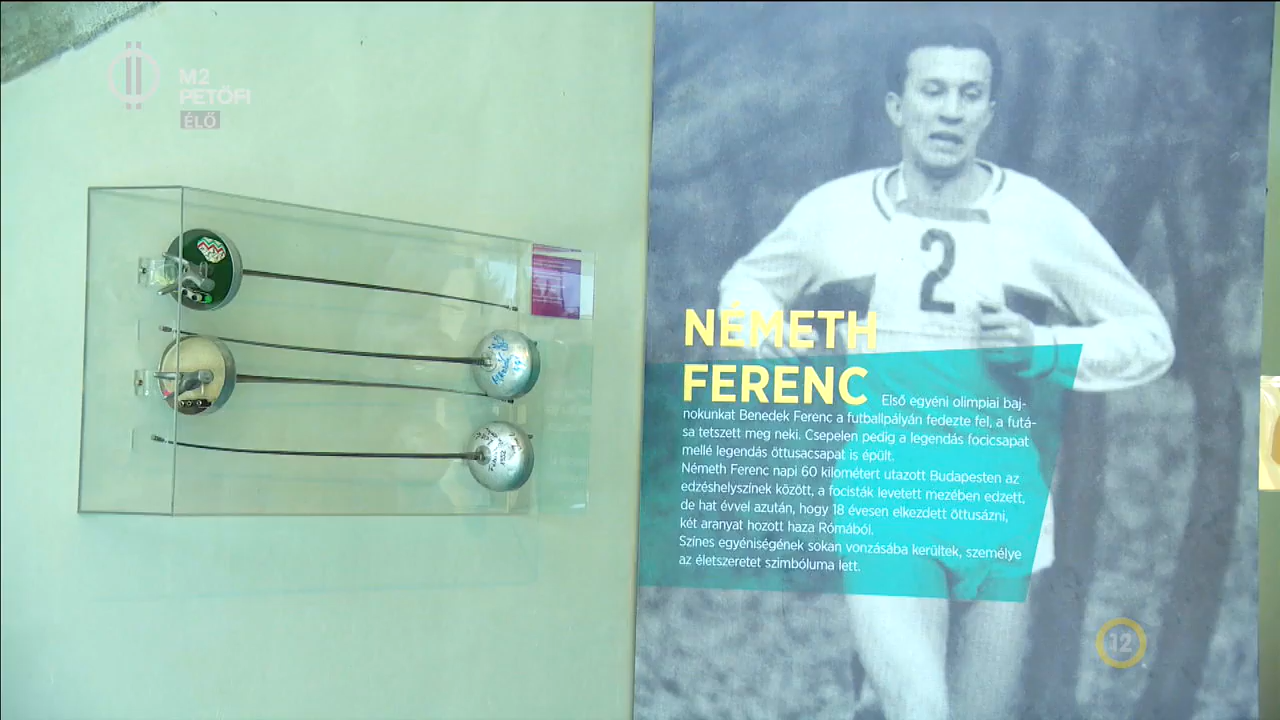 M2
PETŐFI
ÉLŐ
2
NÉMETH
FERENC
Első egyéni olimpiai baj-
nokunkat Benedek Ferenc a futballpályán fedezte fel, a futá-
sa tetszett meg neki. Csepelen pedig a legendás focicsapat
mellé legendás öttusacsapat is épült.
Németh Ferenc napi 60 kilométert utazott Budapesten az
edzéshelyszínek között, a focisták levetett mezében edzett,
de hat évvel azután, hogy 18 évesen elkezdett öttusázni,
két aranyat hozott haza Rómából.
Színes egyéniségének sokan vonzásába kerültek, személye
az életszeretet szimbóluma lett.
12